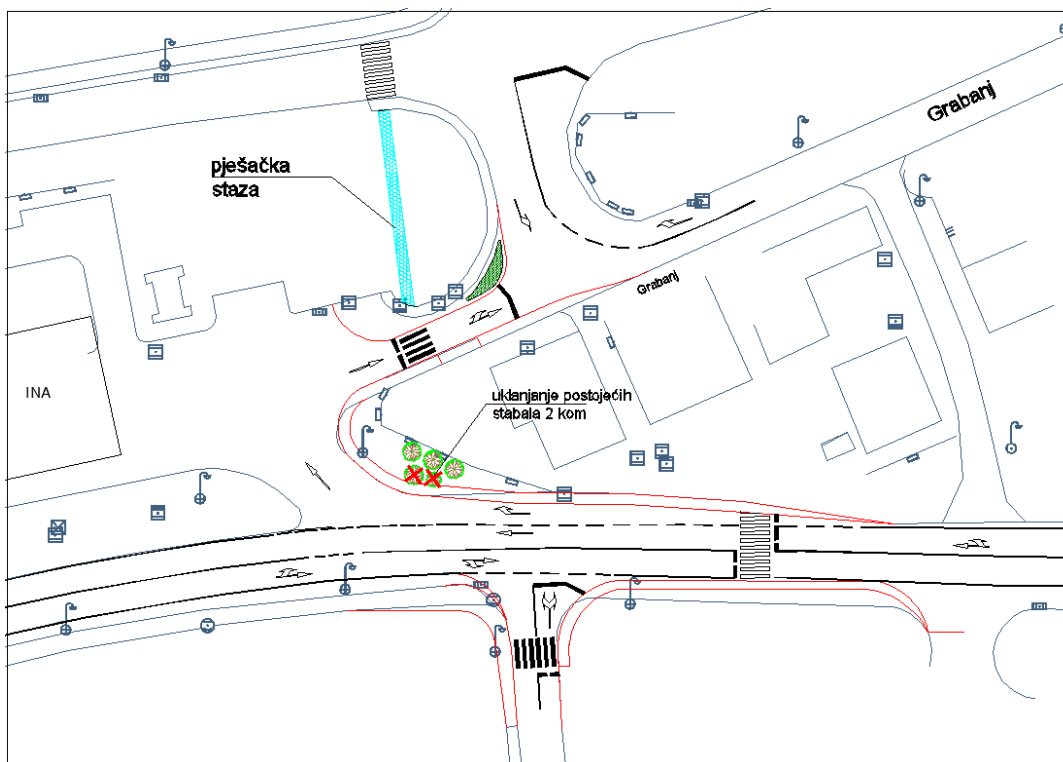 Grabanj
pješačka
staza
Grabanj
uklanjanje postojećih
stabala 2 kom
INA